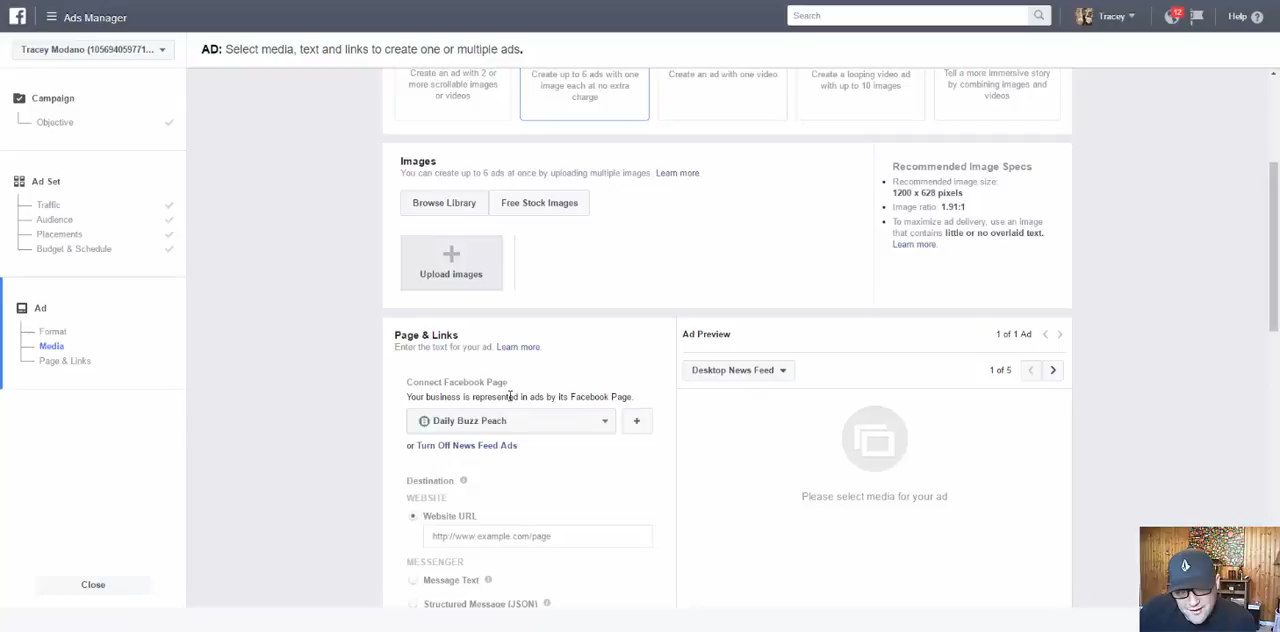 Ads Manager
Search
Tracey
12
Help
Tracey Modano (105694059771...
AD: Select media, text and links to create one or multiple ads.
Campaign
Objective
Ad Set
Traffic
Audience
Placements
Budget & Schedule
Ad
Format
Media
Page & Links
Close
Create an ad with 2 or
more scrollable images
or videos
Create up to 6 ads with one
image each at no extra
charge
Create an ad with one video
Create a looping video ad
with up to 10 images
Tell a more immersive story
by combining images and
videos
Images
You can create up to 6 ads at once by uploading multiple images. Learn more.
Browse Library
Free Stock Images
Upload images
Recommended Image Specs
Recommended image size:
1200 x 628 pixels
Image ratio: 1.91:1
To maximize ad delivery, use an image
that contains little or no overlaid text.
Learn more.
Page & Links
Enter the text for your ad. Learn more.
Connect Facebook Page
Your business is represented in ads by its Facebook Page.
Daily Buzz Peach
+
or Turn Off News Feed Ads
Destination
WEBSITE
Website URL
http://www.example.com/page
MESSENGER
Message Text
Structured Message (JSON)
Ad Preview
1 of 1 Ad
Desktop News Feed
1 of 5
Please select media for your ad